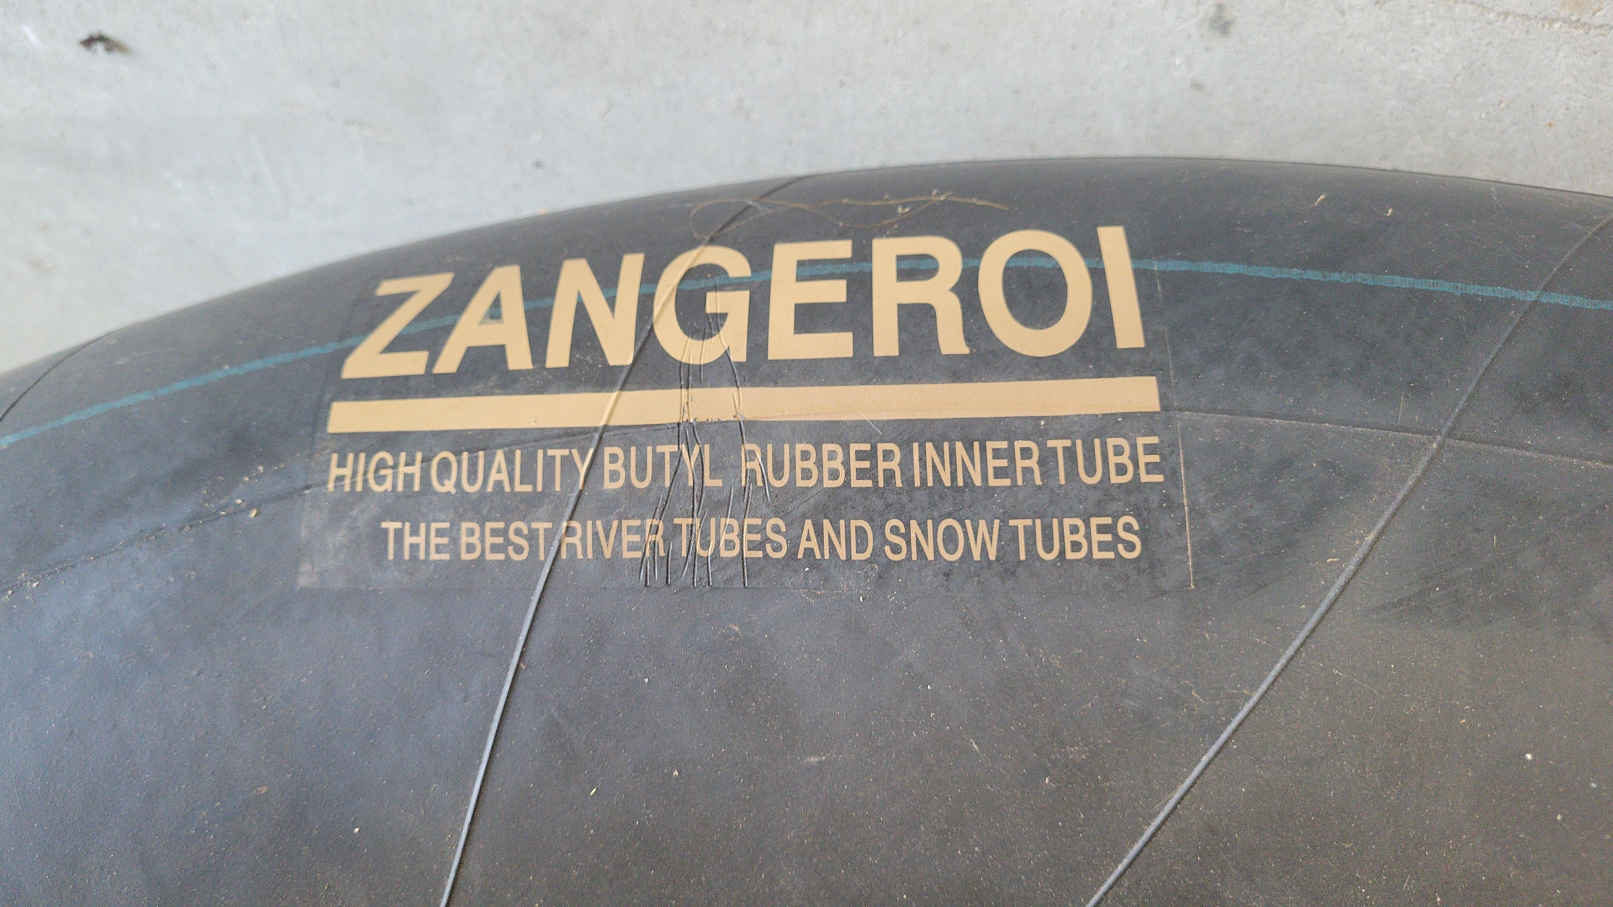 ZANGEROI
HIGH QUALITY BUTYL RUBBER INNER TUBE
THE BEST RIVER TUBES AND SNOW TUBES